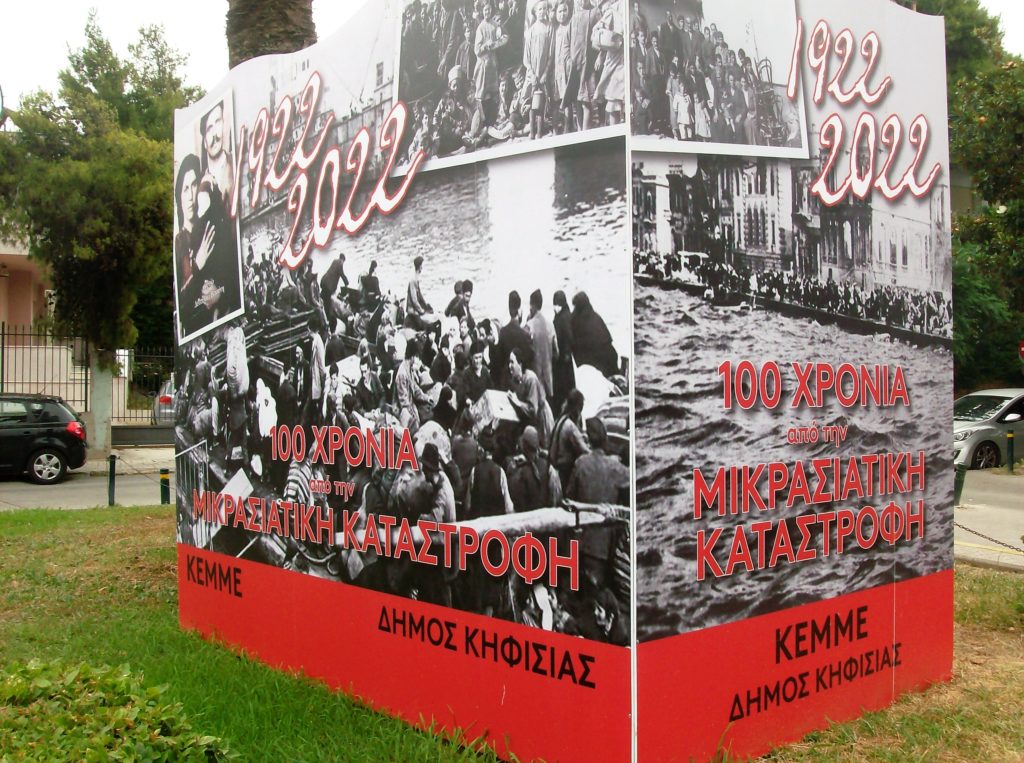 1922
2022
100 ΧΡΟΝΙΑ
από την
ΜΙΚΡΑΣΙΑΤΙΚΗ ΚΑΤΑΣΤΡΟΦΗ
ΚΕΜΜΕ
ΔΗΜΟΣ ΚΗΦΙΣΙΑΣ
1922
2022
100 ΧΡΟΝΙΑ
από την
ΜΙΚΡΑΣΙΑΤΙΚΗ
ΚΑΤΑΣΤΡΟΦΗ
ΚΕΜΜΕ
ΔΗΜΟΣ ΚΗΦΙΣΙΑΣ